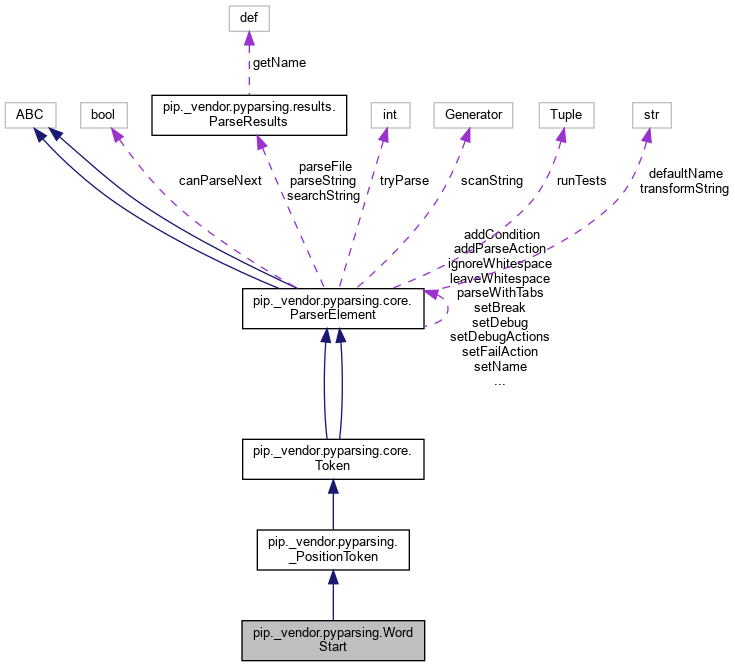 def
getName
pip._vendor.pyparsing.results.
ParseResults
ABC
bool
int
Generator
Tuple
str
canParseNext
parseFile
parseString
searchString
tryParse
scanString
runTests
defaultName
transformString
addCondition
addParseAction
ignoreWhitespace
leaveWhitespace
parseWithTabs
setBreak
setDebug
setDebugActions
setFailAction
setName
...
pip._vendor.pyparsing.core.
ParserElement
pip._vendor.pyparsing.core.
Token
pip._vendor.pyparsing.
_PositionToken
pip._vendor.pyparsing.Word
Start